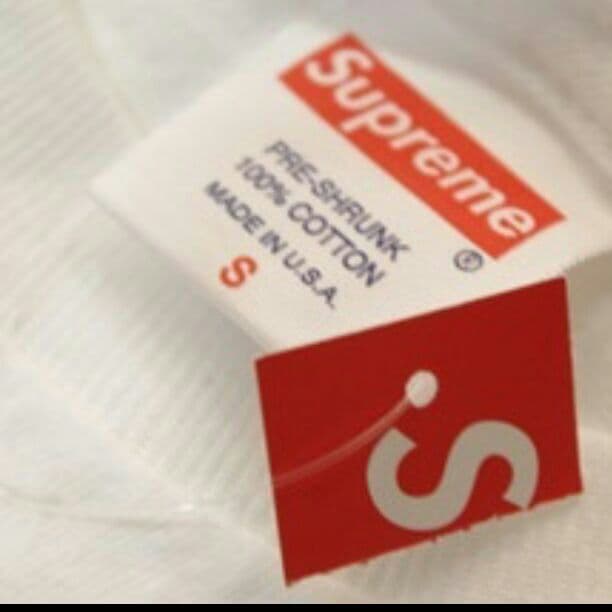 Supreme
®
PRE-SHRUNK
100% COTTON
MADE IN U.S.A.
S
S